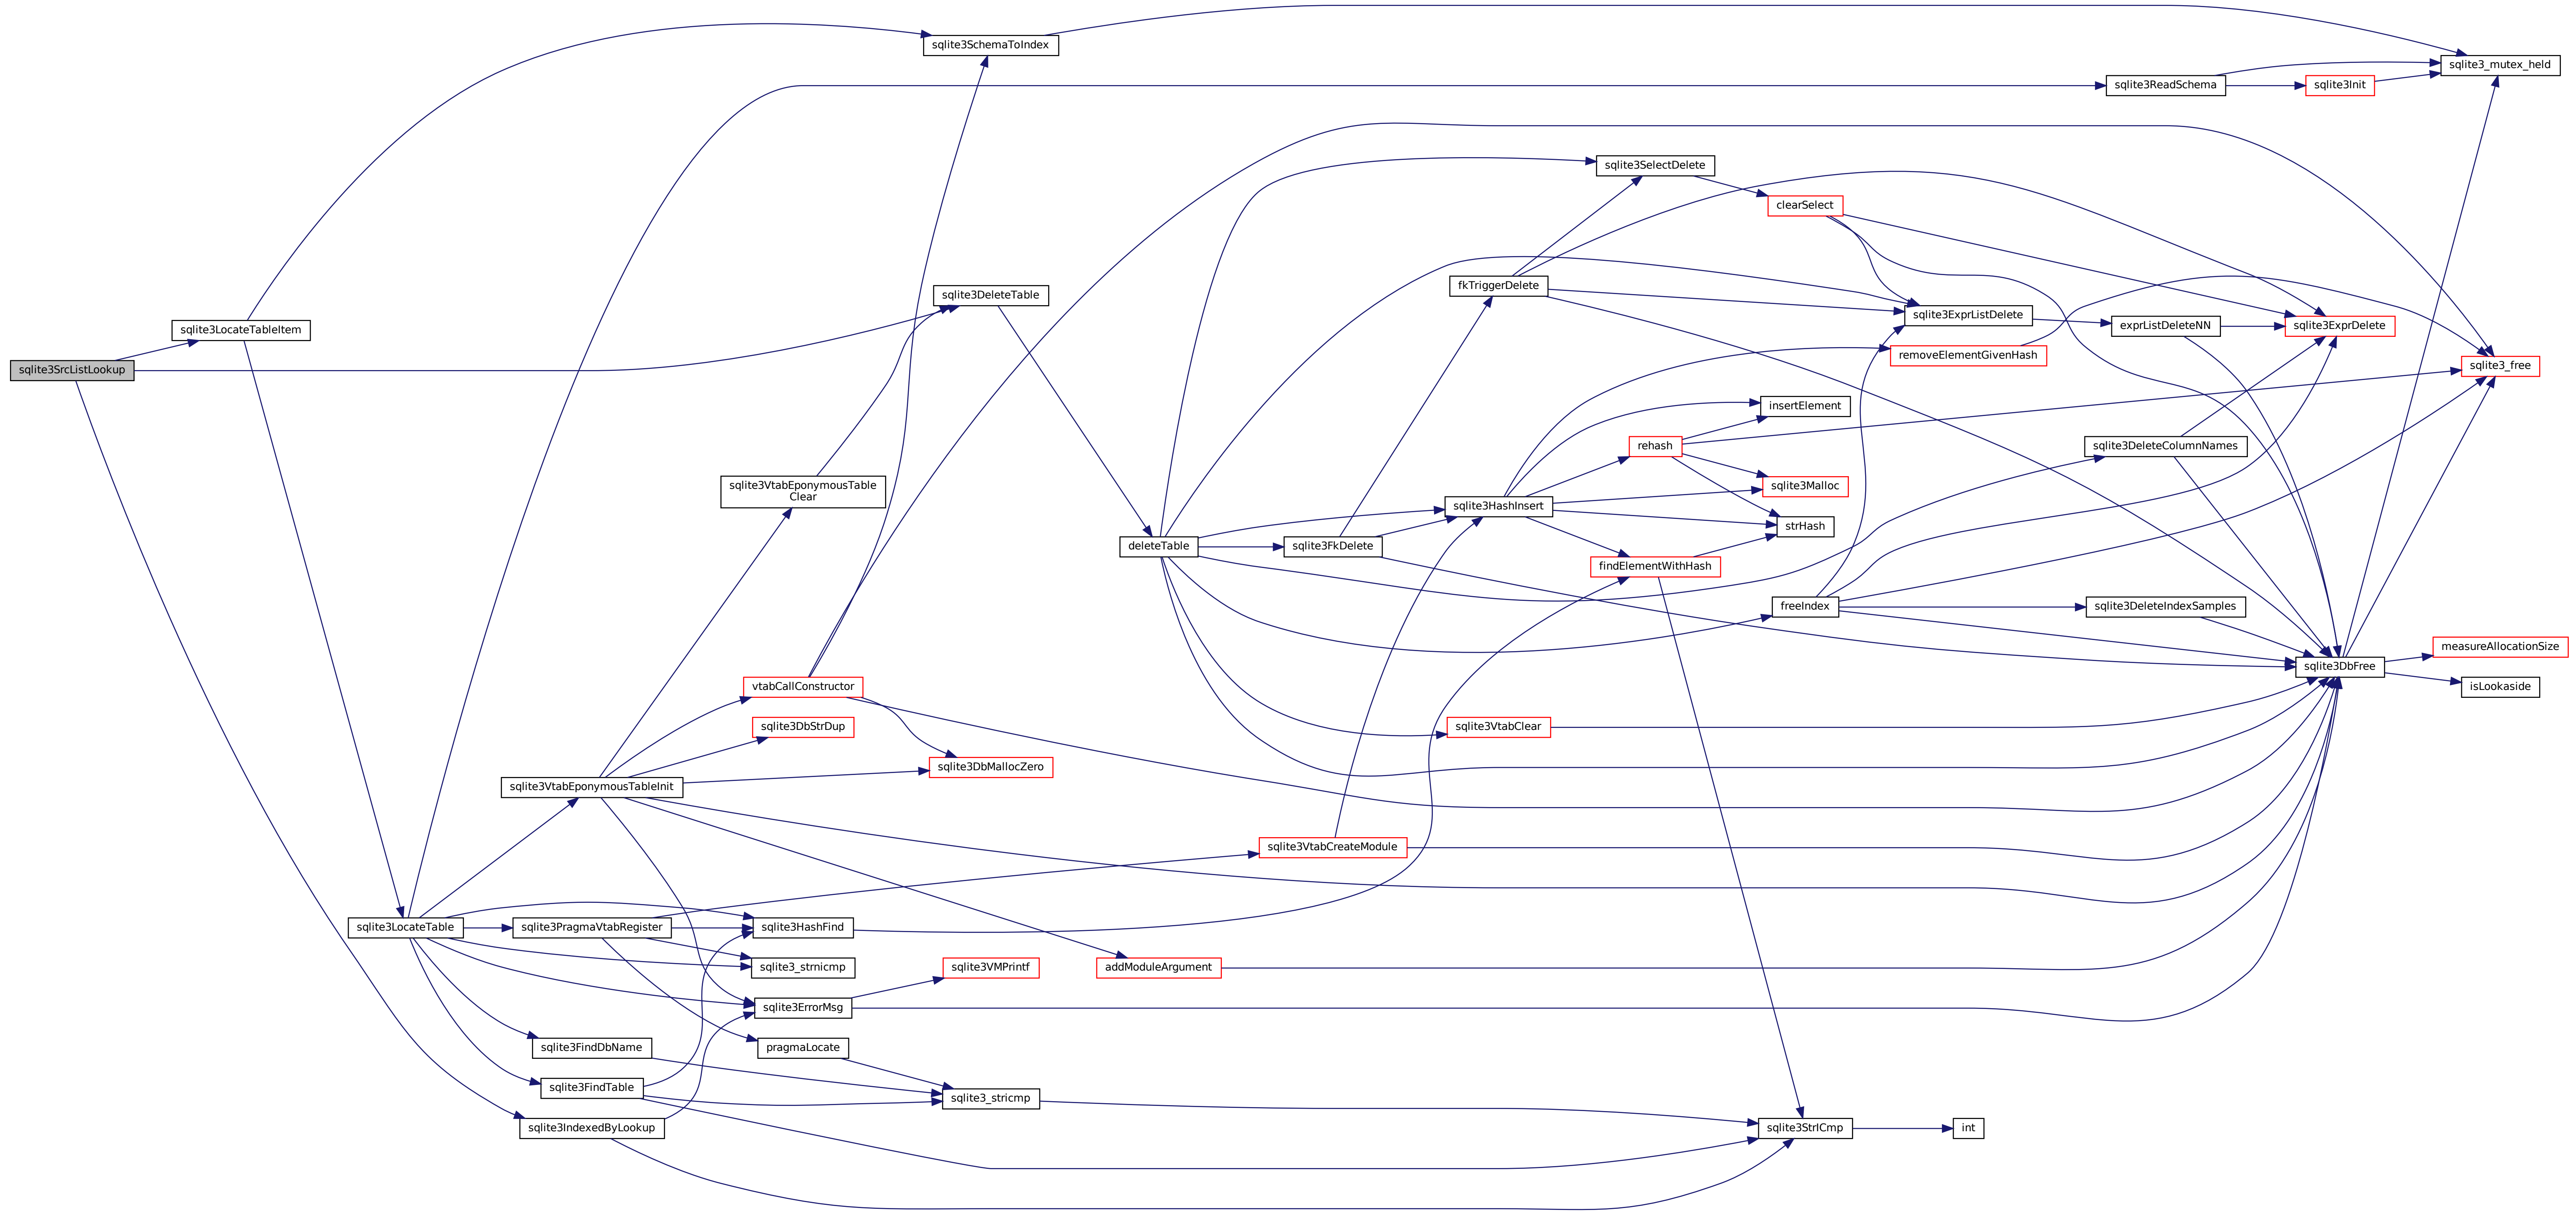 sqlite3SrcListLookup
sqlite3LocateTableItem
sqlite3LocateTable
sqlite3VtabEponymousTableInit
sqlite3PragmaVtabRegister
sqlite3FindDbName
sqlite3FindTable
sqlite3IndexedByLookup
sqlite3VtabEponymousTable
Clear
vtabCallConstructor
sqlite3DbStrDup
sqlite3HashFind
sqlite3_strnicmp
sqlite3ErrorMsg
pragmaLocate
sqlite3SchemaToIndex
sqlite3DeleteTable
sqlite3DbMallocZero
sqlite3VMPrintf
sqlite3_stricmp
deleteTable
addModuleArgument
sqlite3FkDelete
sqlite3VtabCreateModule
fkTriggerDelete
sqlite3HashInsert
sqlite3VtabClear
sqlite3SelectDelete
rehash
findElementWithHash
clearSelect
insertElement
sqlite3Malloc
strHash
freeIndex
sqlite3StrICmp
sqlite3ExprListDelete
removeElementGivenHash
int
sqlite3ReadSchema
exprListDeleteNN
sqlite3DeleteColumnNames
sqlite3DeleteIndexSamples
sqlite3Init
sqlite3ExprDelete
sqlite3DbFree
sqlite3_mutex_held
sqlite3_free
measureAllocationSize
isLookaside